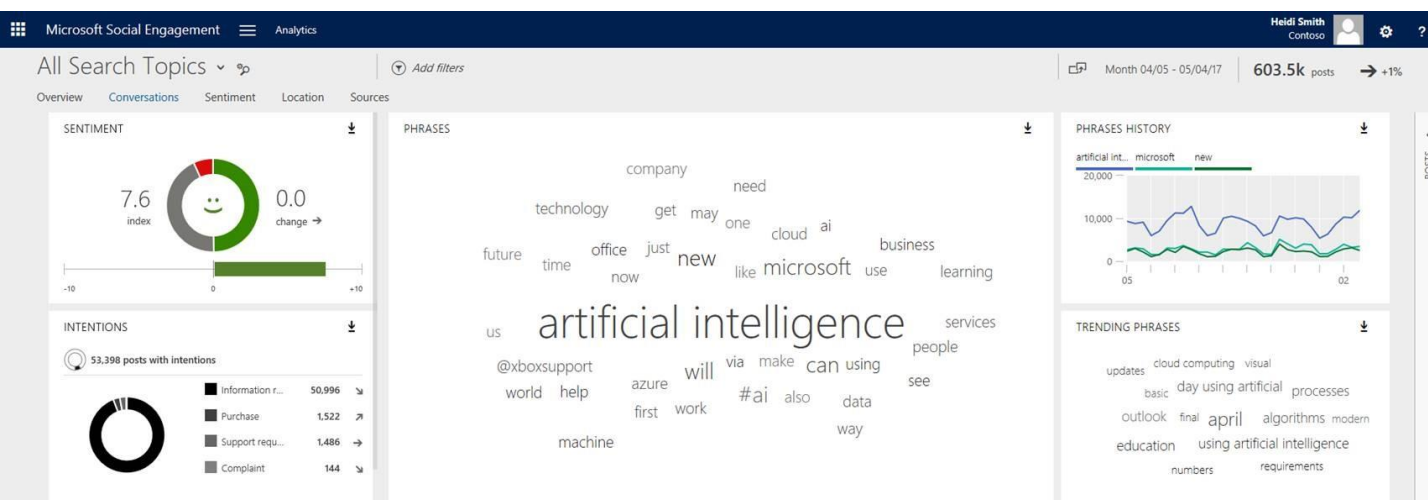 Microsoft Social Engagement Analytics
Heidi Smith
Contoso
?
All Search Topics
Add filters
Month 04/05 - 05/04/17 603.5k posts +1%
Overview Conversations Sentiment Location Sources
SENTIMENT
7.6
index
0.0
change
-10 0 +10
INTENTIONS
53,398 posts with intentions
Information r... 50,996
Purchase 1,522
Support requ... 1,486
Complaint 144
PHRASES
company
need
technology get may one
cloud ai
future time office just new business
now like microsoft use learning
us artificial intelligence services
people
@xboxsupport will via make can using
world help azure #ai also see
first work data
way
machine
PHRASES HISTORY
artificial int... microsoft new
20,000
10,000
0
05 02
TRENDING PHRASES
updates cloud computing visual
basic day using artificial processes
outlook final april algorithms modern
education using artificial intelligence
numbers requirements
POSTS